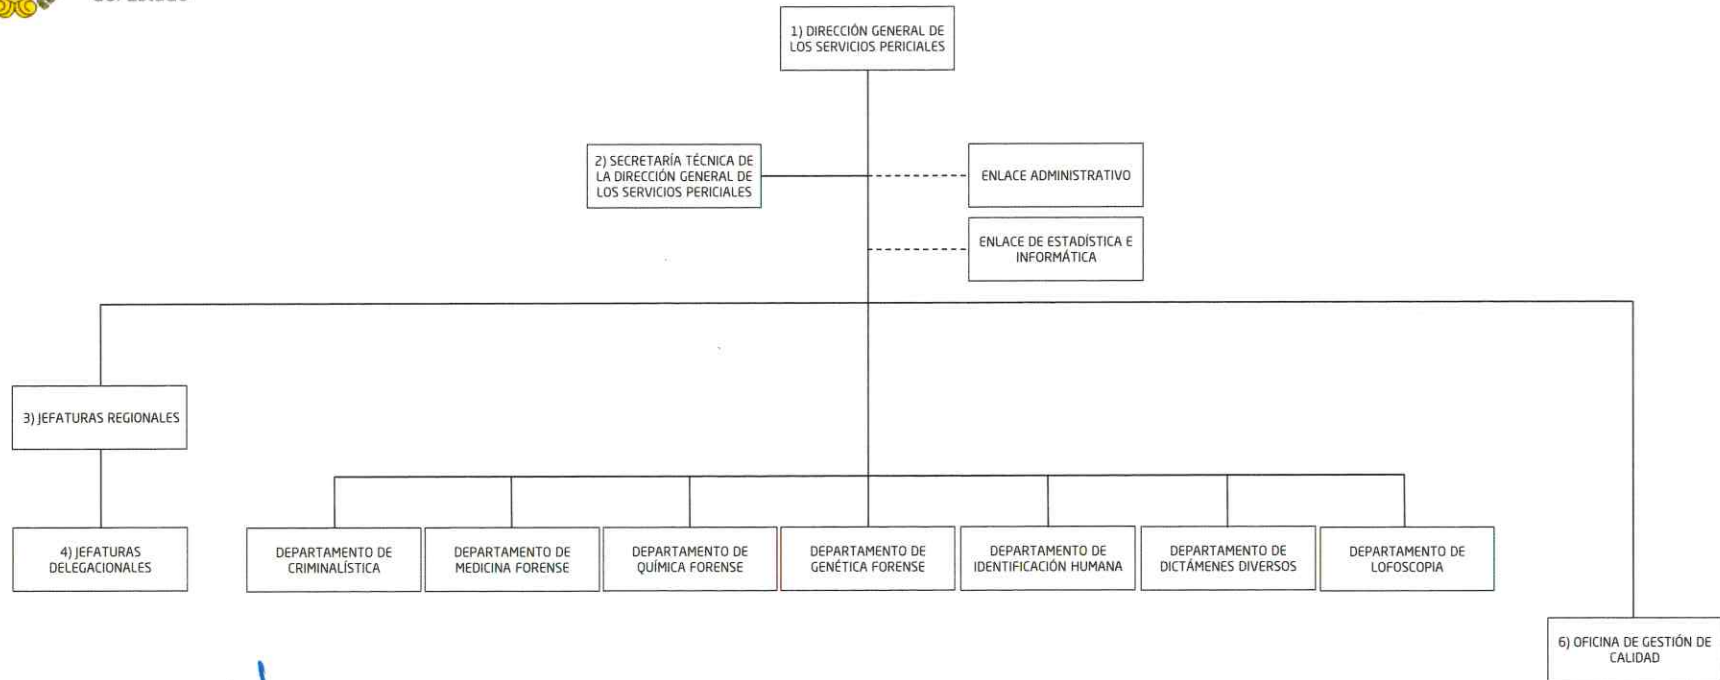 1) DIRECCIÓN GENERAL DE
LOS SERVICIOS PERICIALES
2) SECRETARÍA TÉCNICA DE
LA DIRECCIÓN GENERAL DE
LOS SERVICIOS PERICIALES
ENLACE ADMINISTRATIVO
ENLACE DE ESTADÍSTICA E
INFORMÁTICA
3) JEFATURAS REGIONALES
4) JEFATURAS
DELEGACIONALES
DEPARTAMENTO DE
CRIMINALÍSTICA
DEPARTAMENTO DE
MEDICINA FORENSE
DEPARTAMENTO DE
QUÍMICA FORENSE
DEPARTAMENTO DE
GENÉTICA FORENSE
DEPARTAMENTO DE
IDENTIFICACIÓN HUMANA
DEPARTAMENTO DE
DICTÁMENES DIVERSOS
DEPARTAMENTO DE
LOFOSCOPIA
6) OFICINA DE GESTIÓN DE
CALIDAD